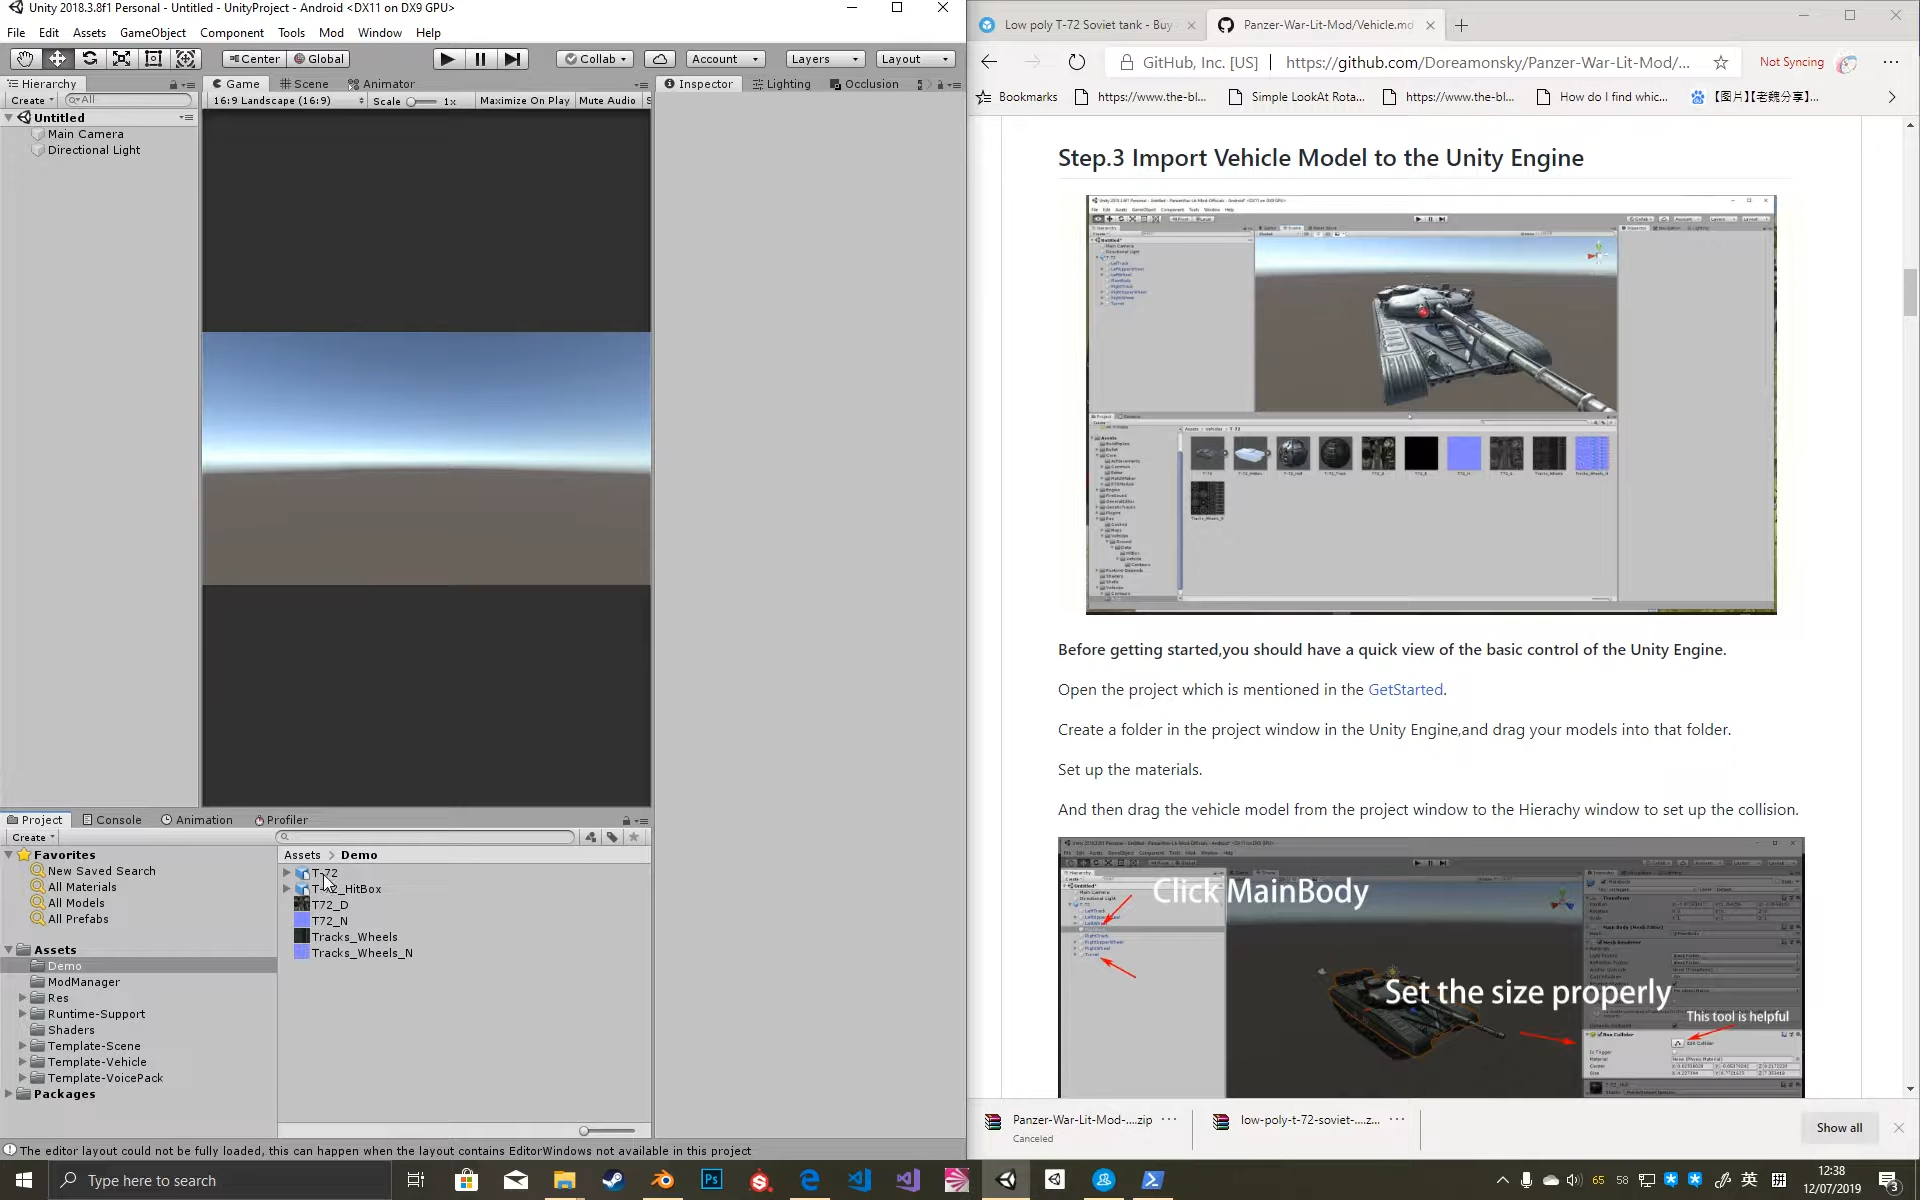 Unity 2018.3.8f1 Personal - Untitled - UnityProject - Android <DX11 on DX9 GPU>
File Edit Assets GameObject Component Tools Mod Window Help
Center Global Collab Account Layers Layout
Hierarchy
Create All
Untitled
Main Camera
Directional Light
Game Scene Animator
16:9 Landscape (16:9) Scale 1x Maximize On Play Mute Audio S
Inspector Lighting Occlusion
Project Console Animation Profiler
Create
Favorites
New Saved Search
All Materials
All Models
All Prefabs
Assets
Demo
ModManager
Res
Runtime-Support
Shaders
Template-Scene
Template-Vehicle
Template-VoicePack
Packages
Assets > Demo
T-72
T-72_HitBox
T72_D
T72_N
Tracks_Wheels
Tracks_Wheels_N
The editor layout could not be fully loaded, this can happen when the layout contains EditorWindows not available in this project
Low poly T-72 Soviet tank - Buy
Panzer-War-Lit-Mod/Vehicle.md
GitHub, Inc. [US] https://github.com/Doreamonsky/Panzer-War-Lit-Mod/... Not Syncing
Bookmarks https://www.the-bl... Simple LookAt Rota... https://www.the-bl... How do I find whic... 【图片】【老魏分享】...
Step.3 Import Vehicle Model to the Unity Engine
Before getting started,you should have a quick view of the basic control of the Unity Engine.
Open the project which is mentioned in the GetStarted.
Create a folder in the project window in the Unity Engine,and drag your models into that folder.
Set up the materials.
And then drag the vehicle model from the project window to the Hierachy window to set up the collision.
Click MainBody
Set the size properly
This tool is helpful
Panzer-War-Lit-Mod-....zip
Canceled
low-poly-t-72-soviet-....z...
Show all
Type here to search
65 58 英 拼
12:38
12/07/2019
3